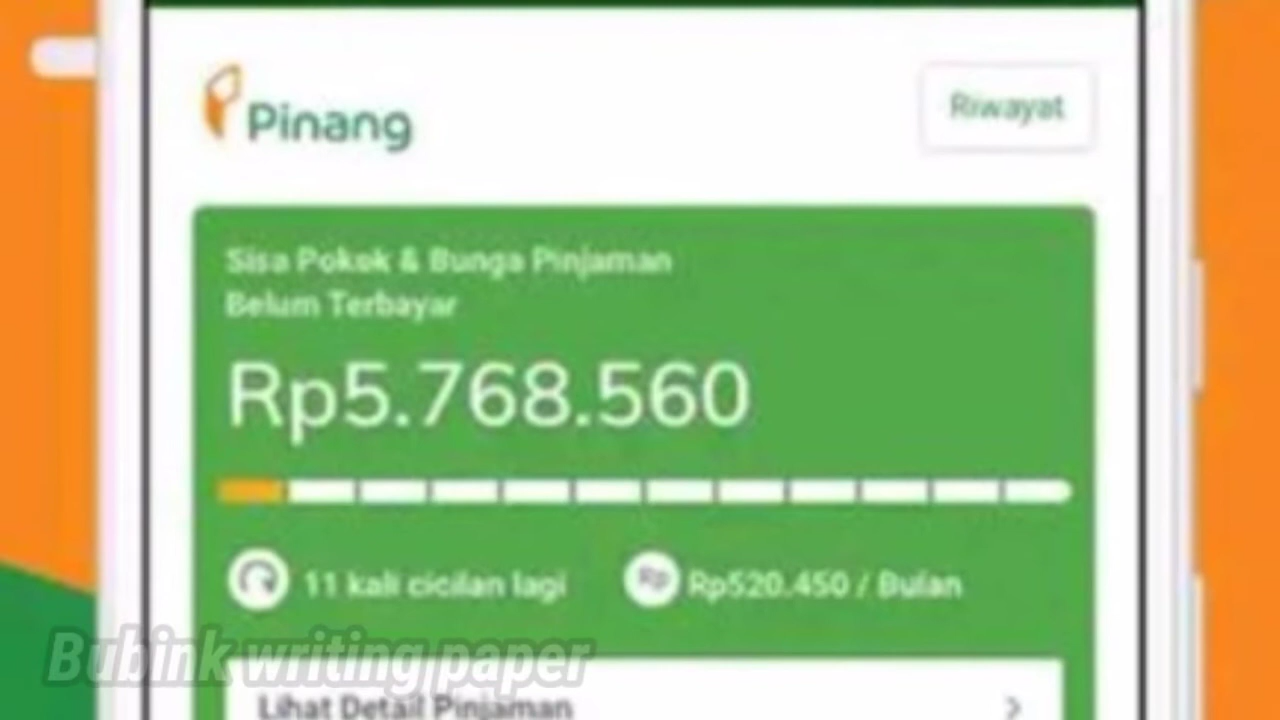 Pinang
Riwayat
Sisa Pokok & Bunga Pinjaman
Belum Terbayar
Rp5.768.560
11 kali cicilan lagi
Rp Rp520.450 / Bulan
Bubink writing paper
Lihat Detail Pinjaman